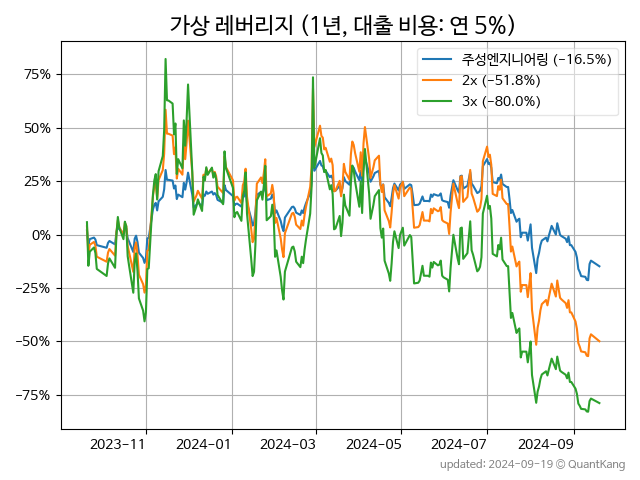 가상 레버리지 (1년, 대출 비용: 연 5%)
주성엔지니어링 (−16.5%)
2x (−51.8%)
3x (−80.0%)
75%
50%
25%
0%
−25%
−50%
−75%
2023-11 2024-01 2024-03 2024-05 2024-07 2024-09
updated: 2024-09-19 © QuantKang